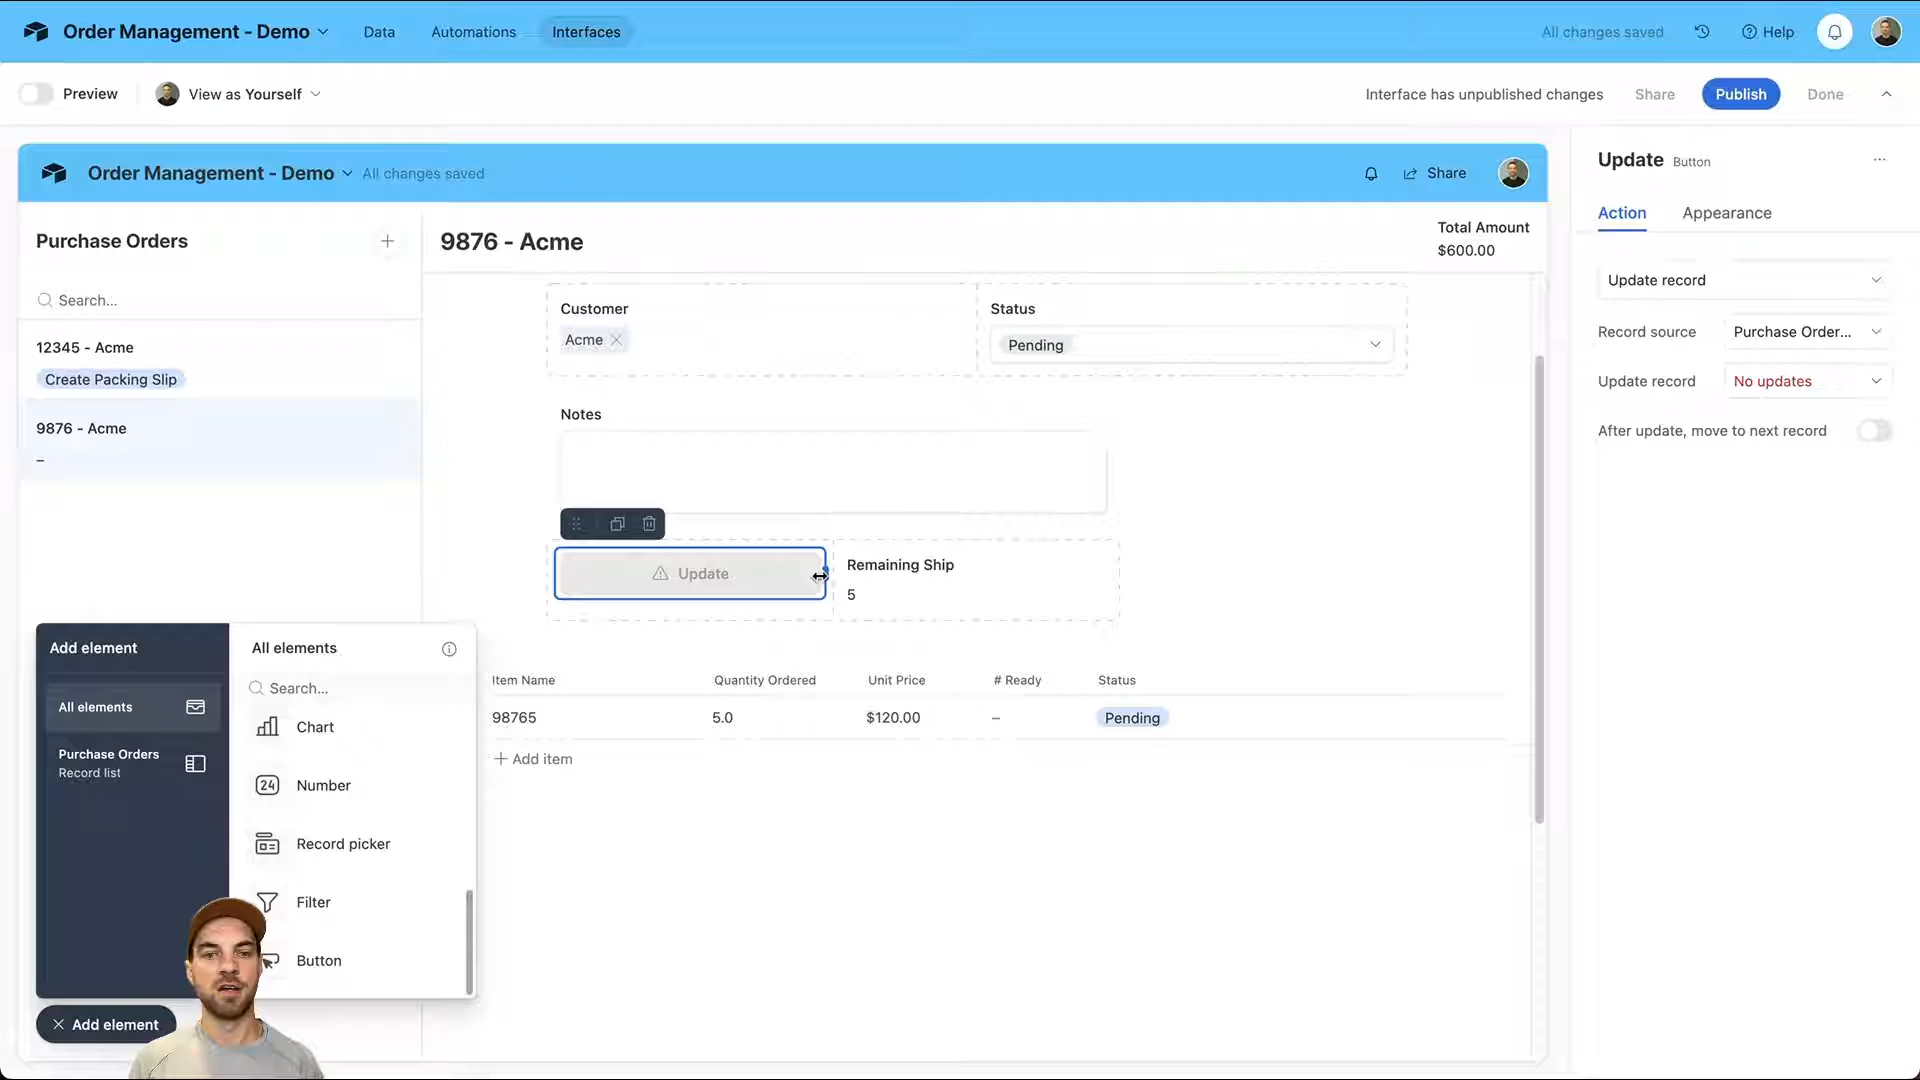 Order Management - Demo
Data
Automations
Interfaces
All changes saved
Help
Preview
View as Yourself
Interface has unpublished changes
Share
Publish
Done
Order Management - Demo
All changes saved
Share
Purchase Orders
Search...
12345 - Acme
Create Packing Slip
9876 - Acme
–
9876 - Acme
Total Amount
$600.00
Customer
Acme
Status
Pending
Notes
Update
Remaining Ship
5
Item Name
Quantity Ordered
Unit Price
# Ready
Status
98765
5.0
$120.00
–
Pending
+ Add item
Add element
All elements
Purchase Orders
Record list
All elements
Search...
Chart
24
Number
Record picker
Filter
Button
Add element
Update Button
Action
Appearance
Update record
Record source
Purchase Order...
Update record
No updates
After update, move to next record